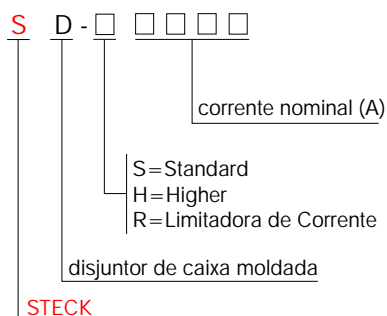 S D - □ □ □ □ □
corrente nominal (A)
S=Standard
H=Higher
R=Limitadora de Corrente
disjuntor de caixa moldada
STECK